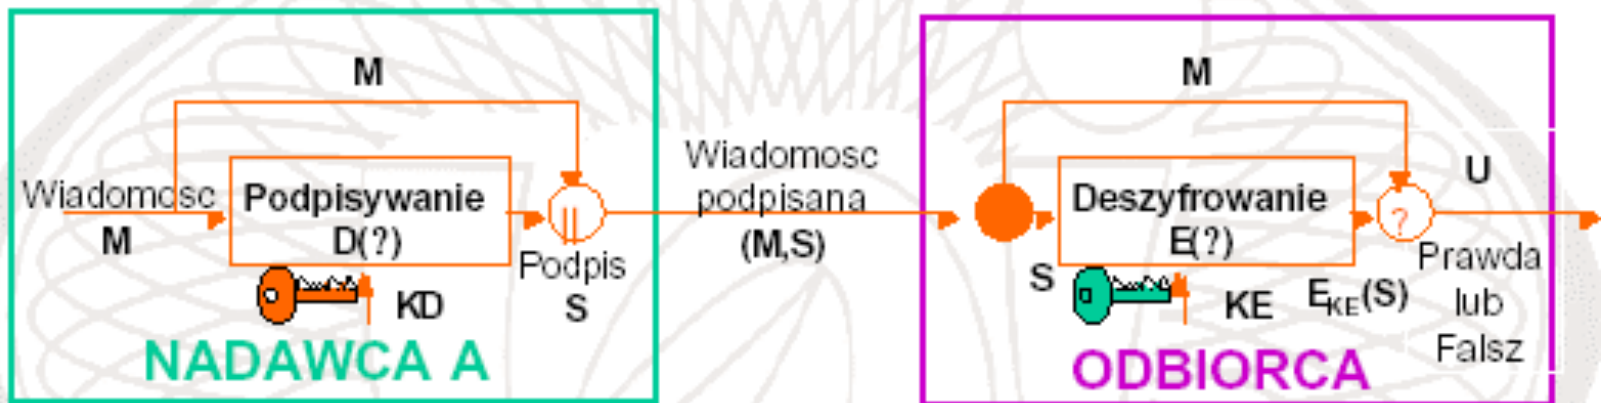 M
Wiadomosc
M
Podpisywanie
D(?)
||
Podpis
S
KD
NADAWCA A
Wiadomosc
podpisana
(M,S)
M
S
Deszyfrowanie
E(?)
KE
EKE(S)
?
U
Prawda
lub
Falsz
ODBIORCA